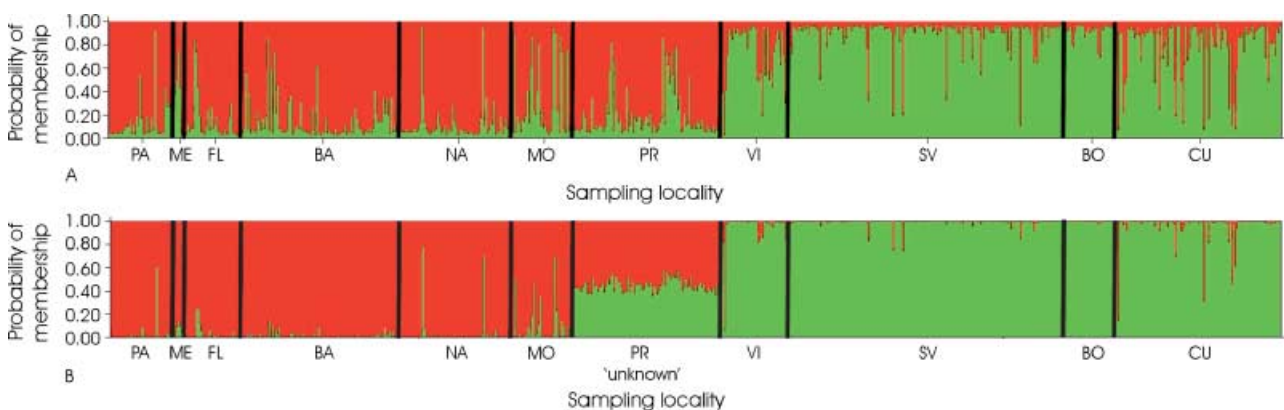 Probability of
membership
1.00
0.80
0.60
0.40
0.20
0.00
PA ME FL BA NA MO PR VI SV BO CU
A
Sampling locality
Probability of
membership
1.00
0.80
0.60
0.40
0.20
0.00
PA ME FL BA NA MO PR VI SV BO CU
B
'unknown'
Sampling locality